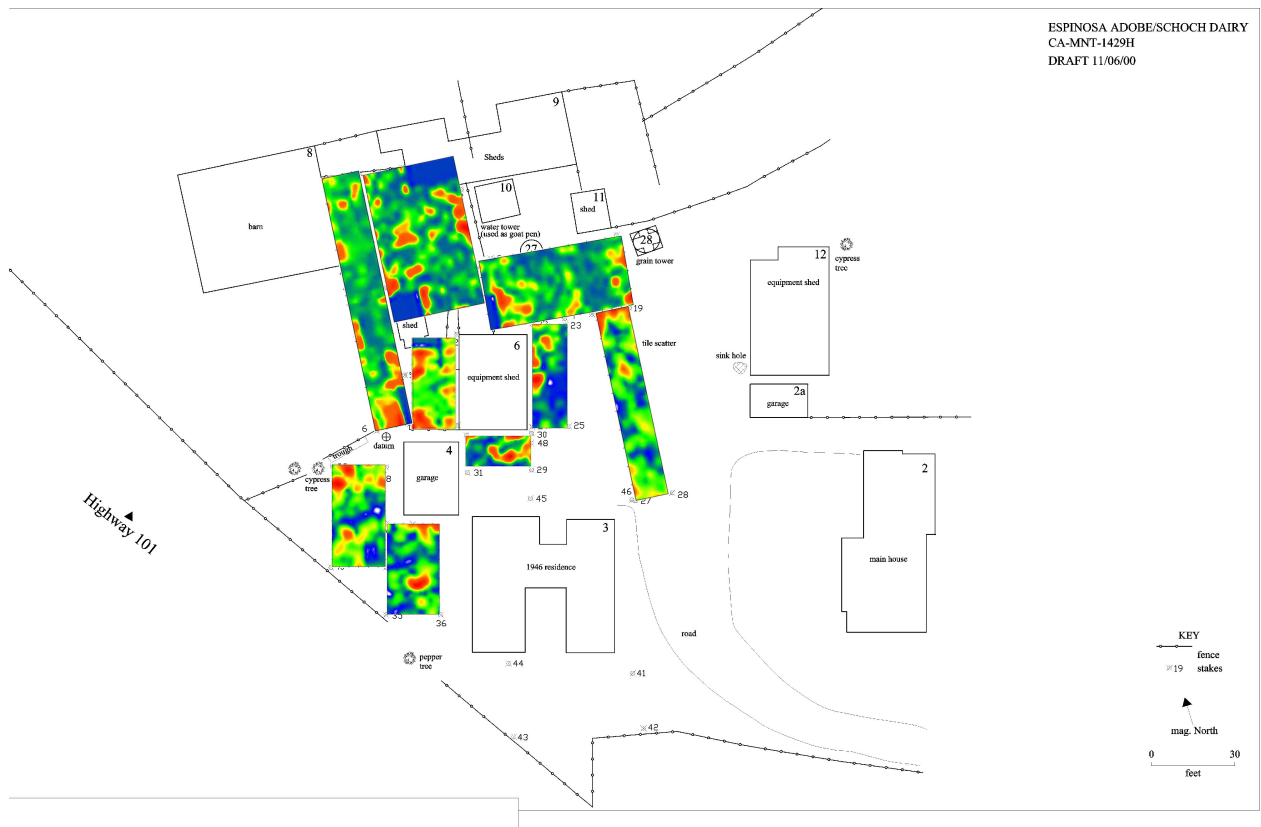 ESPINOSA ADOBE/SCHOCH DAIRY
CA-MNT-1429H
DRAFT 11/06/00
9
8
Sheds
10
11
shed
barn
water tower
(used as goat pen)
27
28
grain tower
12
cypress
tree
equipment shed
19
23
shed
tile scatter
6
equipment shed
sink hole
2a
garage
6
25
30
48
datum
trough
4
garage
31
29
cypress
tree
8
45
46
27
28
2
Highway 101
3
1946 residence
main house
35
36
road
pepper
tree
44
41
42
43
KEY
fence
19 stakes
mag. North
0 30
feet